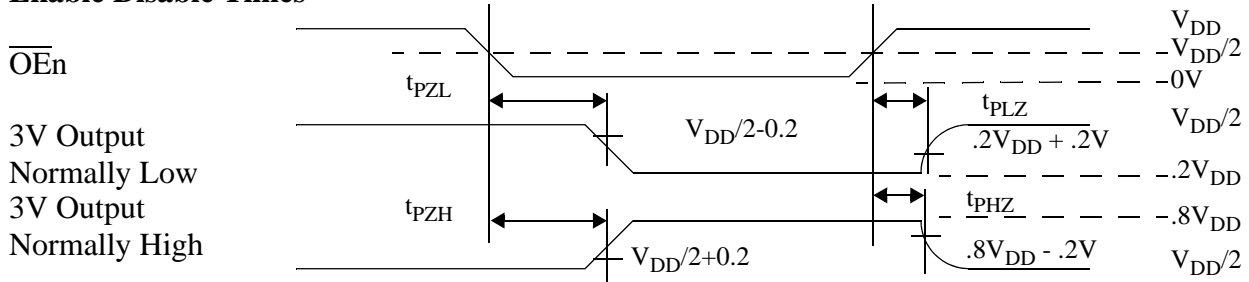 Enable Disable Times
V_DD
V_DD/2
O̅E̅n
0V
t_PZL
t_PLZ
V_DD/2
3V Output
V_DD/2-0.2
.2V_DD + .2V
Normally Low
.2V_DD
3V Output
t_PZH
t_PHZ
.8V_DD
Normally High
V_DD/2+0.2
.8V_DD - .2V
V_DD/2